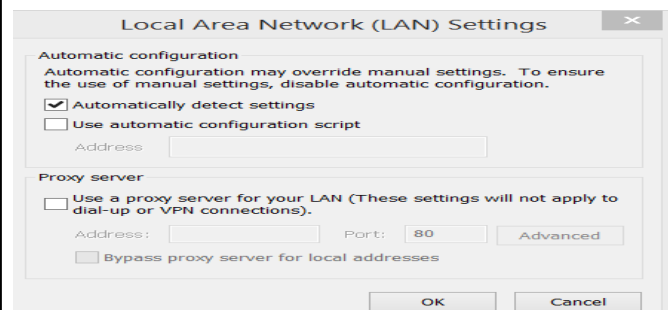 Local Area Network (LAN) Settings
Automatic configuration
Automatic configuration may override manual settings. To ensure
the use of manual settings, disable automatic configuration.
Automatically detect settings
Use automatic configuration script
Address
Proxy server
Use a proxy server for your LAN (These settings will not apply to
dial-up or VPN connections).
Address: Port: 80 Advanced
Bypass proxy server for local addresses
OK Cancel